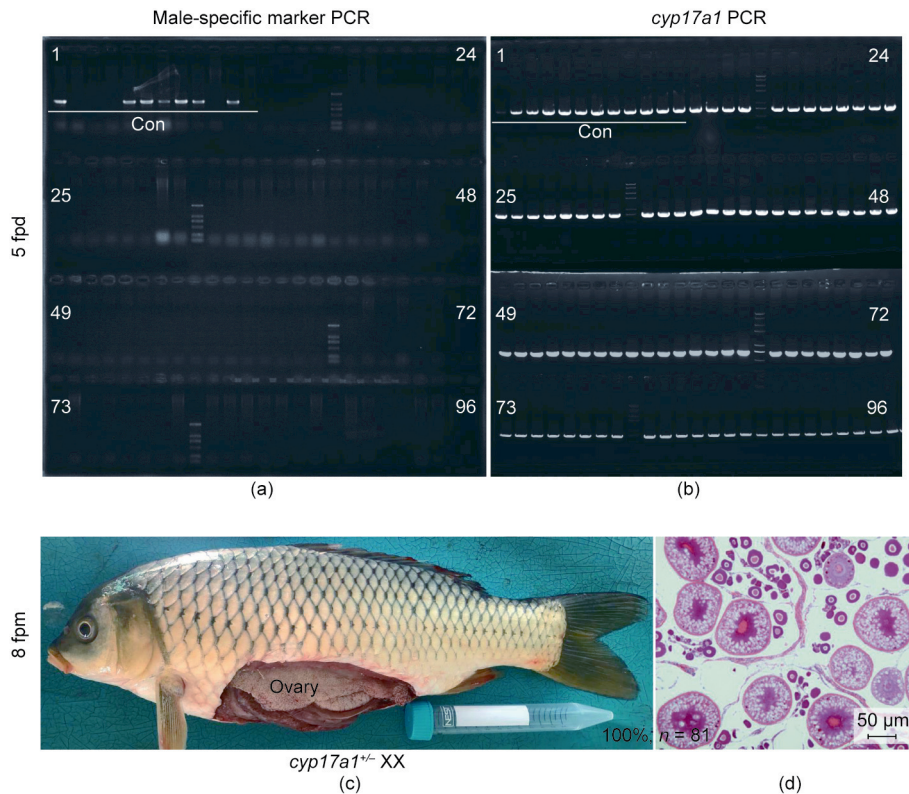 Male-specific marker PCR
cyp17a1 PCR
1
24
Con
25
48
49
72
73
96
1
24
Con
25
48
49
72
73
96
5 fpd
(a)
(b)
8 fpm
Ovary
100%; n = 81
50 µm
cyp17a1+/– XX
(c)
(d)